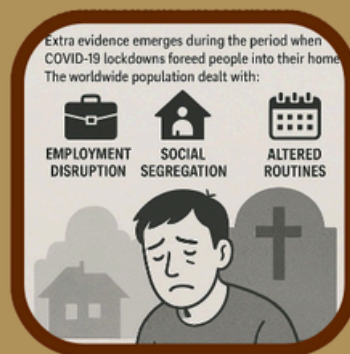 Extra evidence emerges during the period when
COVID-19 lockdowns foreed people into their home
The worldwide population dealt with:
EMPLOYMENT
DISRUPTION
SOCIAL
SEGREGATION
ALTERED
ROUTINES